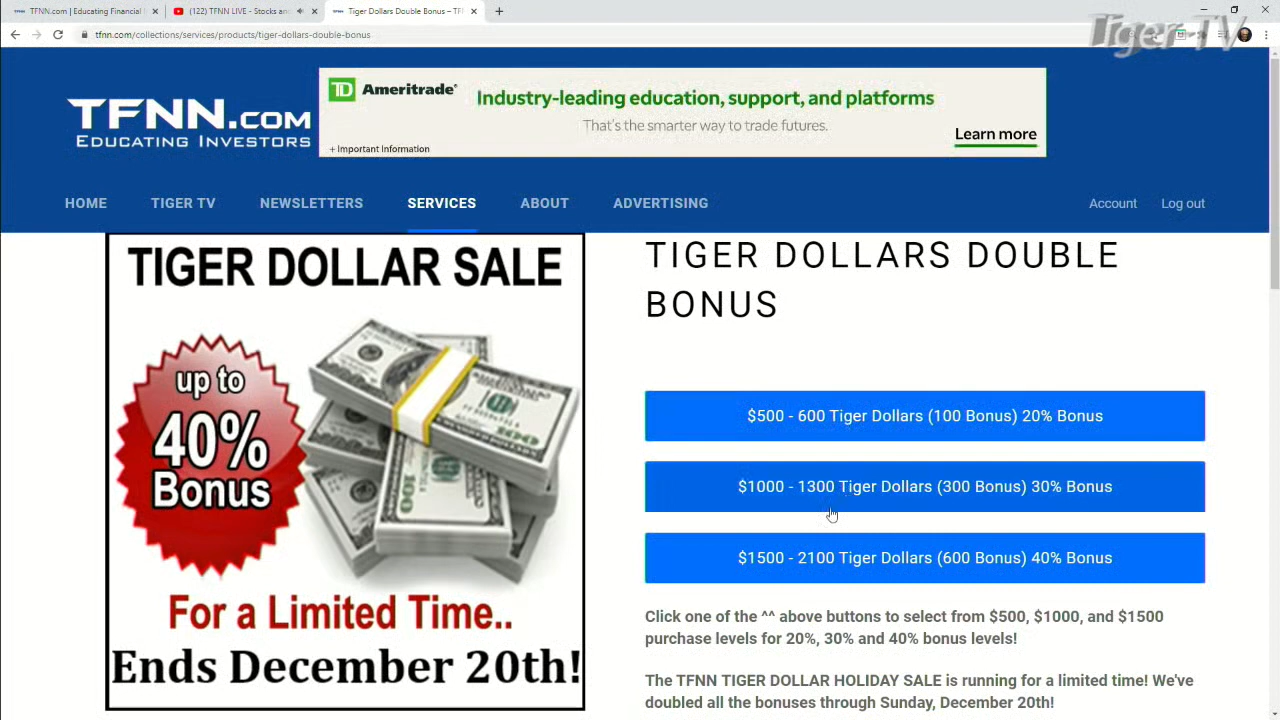 TFNN.com | Educating Financial
(122) TFNN LIVE - Stocks an
Tiger Dollars Double Bonus – TF
tfnn.com/collections/services/products/tiger-dollars-double-bonus
Tiger TV
TFNN.COM
EDUCATING INVESTORS
TD Ameritrade
Industry-leading education, support, and platforms
That's the smarter way to trade futures.
+ Important Information
Learn more
HOME TIGER TV NEWSLETTERS SERVICES ABOUT ADVERTISING Account Log out
TIGER DOLLAR SALE
up to
40%
Bonus
For a Limited Time..
Ends December 20th!
TIGER DOLLARS DOUBLE
BONUS
$500 - 600 Tiger Dollars (100 Bonus) 20% Bonus
$1000 - 1300 Tiger Dollars (300 Bonus) 30% Bonus
$1500 - 2100 Tiger Dollars (600 Bonus) 40% Bonus
Click one of the ^^ above buttons to select from $500, $1000, and $1500
purchase levels for 20%, 30% and 40% bonus levels!
The TFNN TIGER DOLLAR HOLIDAY SALE is running for a limited time! We've
doubled all the bonuses through Sunday, December 20th!